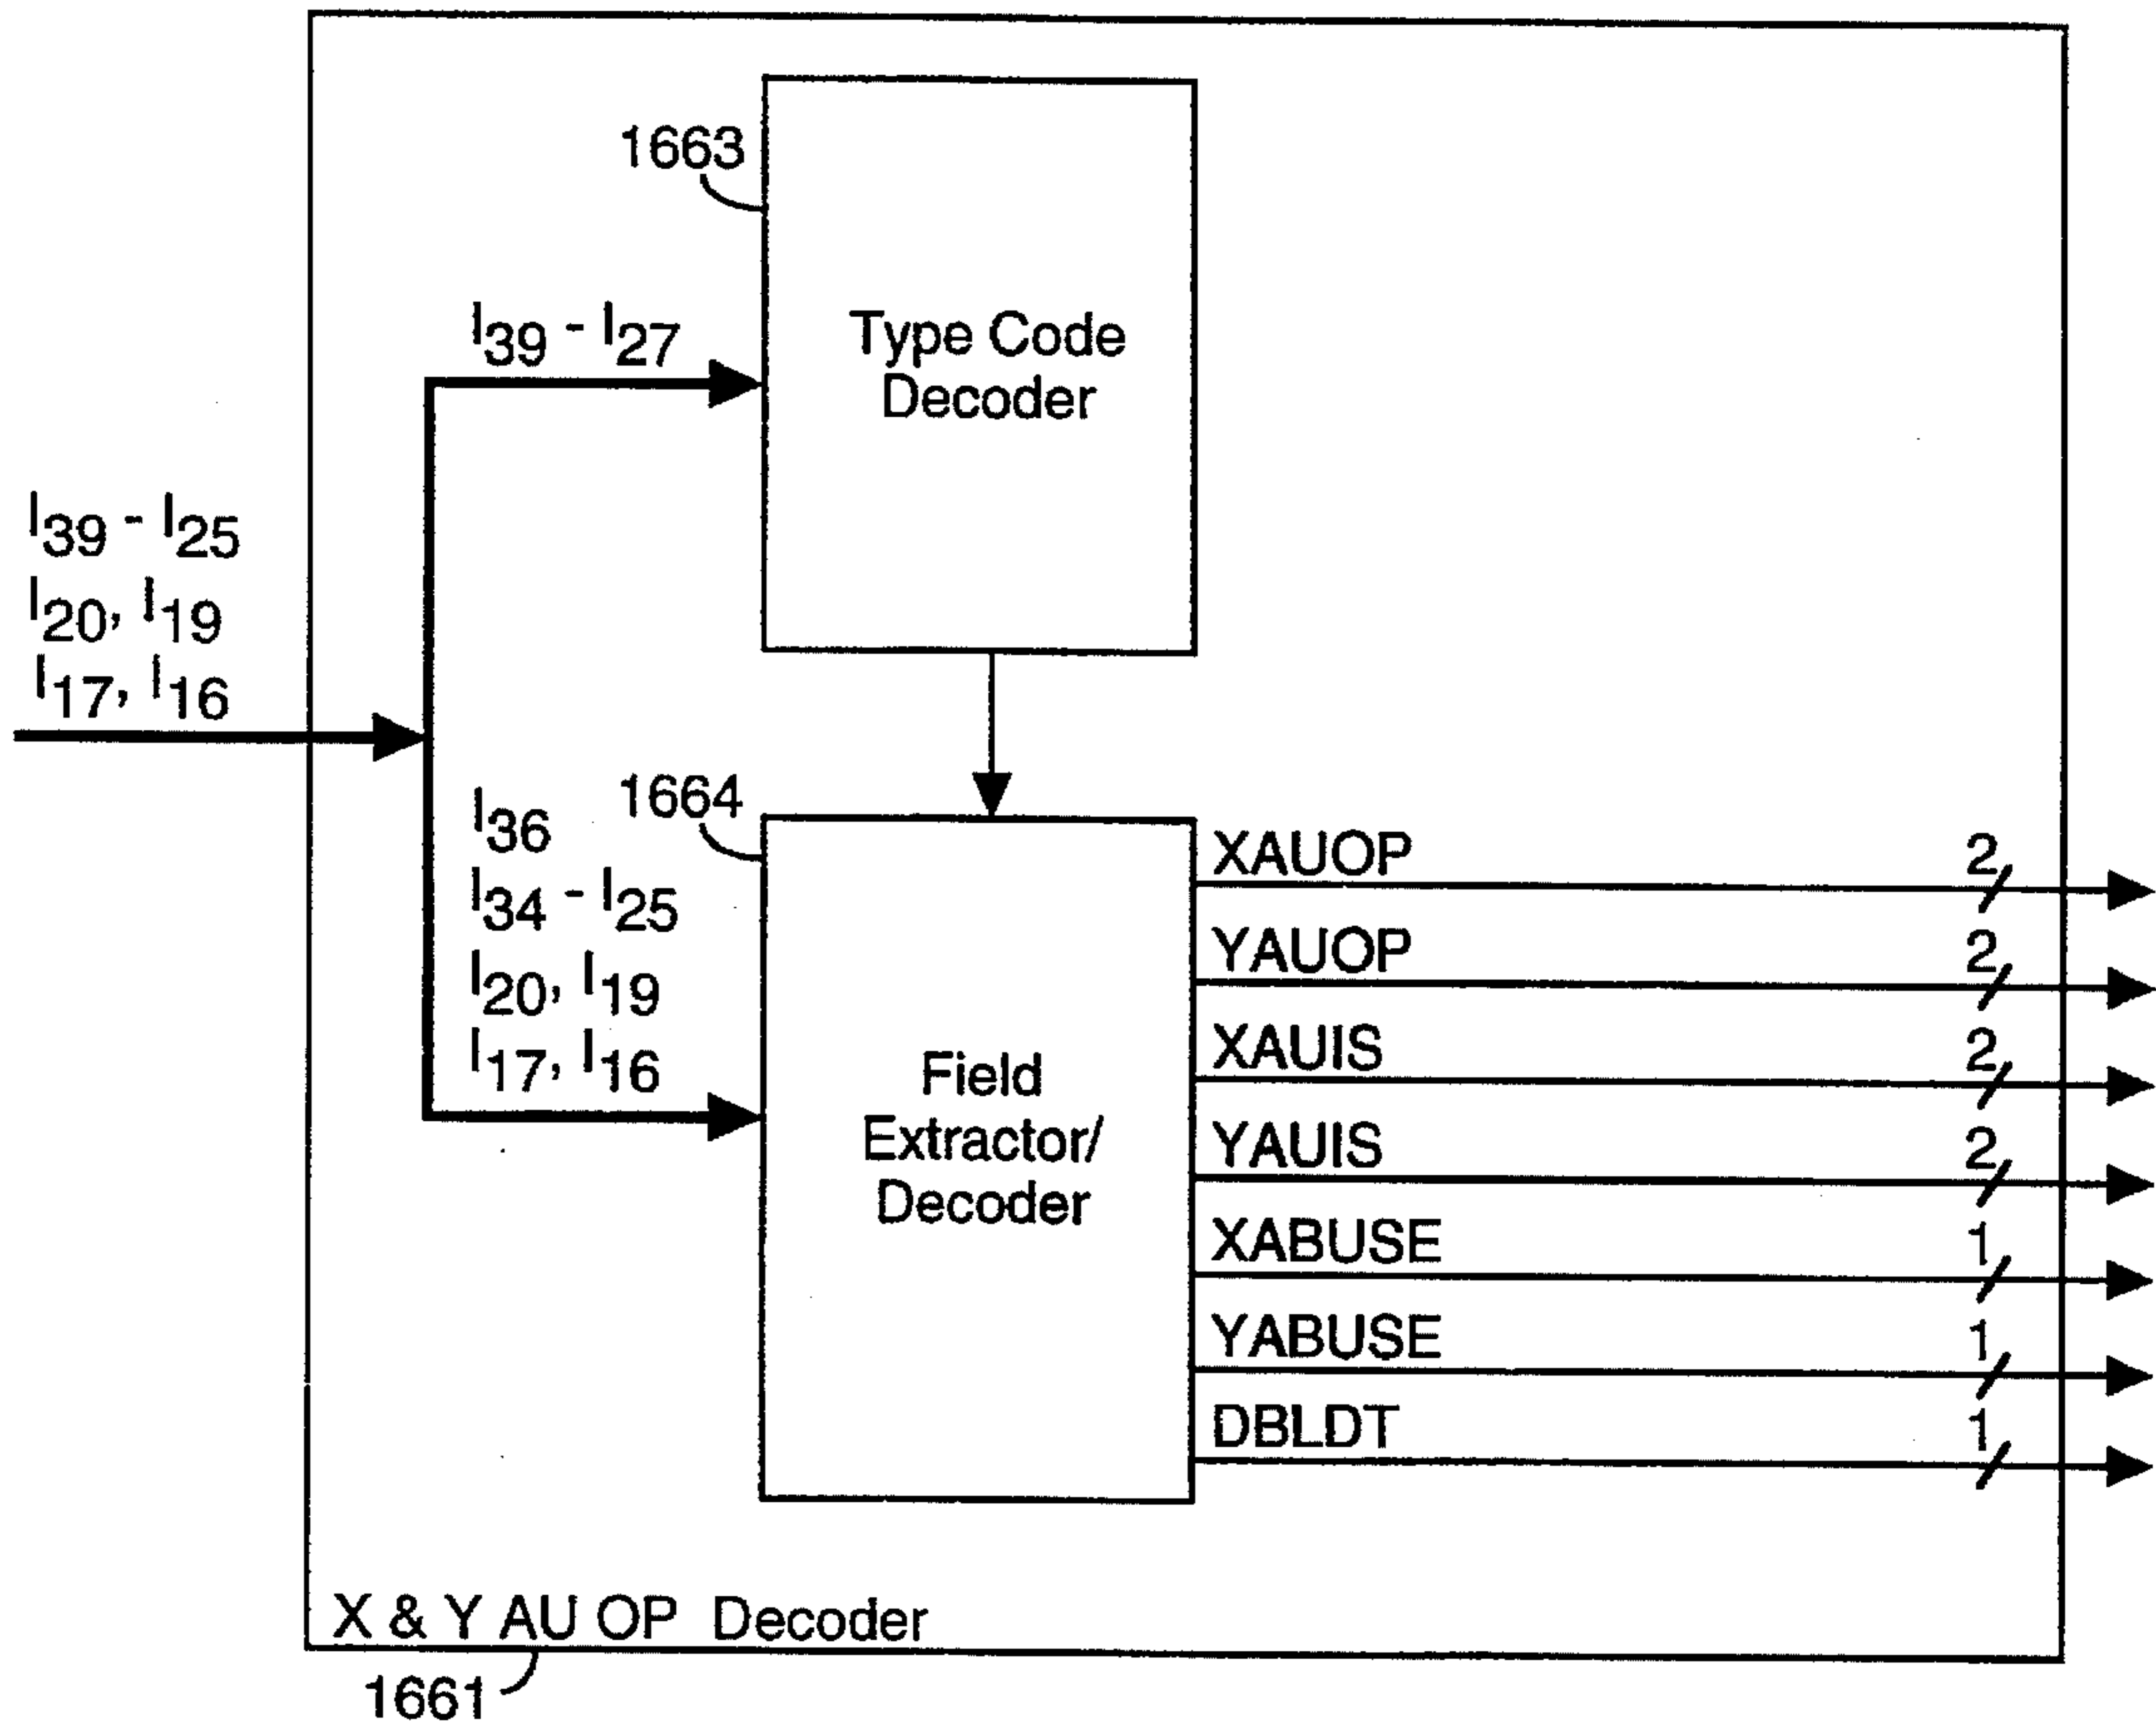 1663
I39 - I27
Type Code
Decoder
I39 - I25
I20, I19
I17, I16
I36
I34 - I25
I20, I19
I17, I16
1664
Field
Extractor/
Decoder
XAUOP 2
YAUOP 2
XAUIS 2
YAUIS 2
XABUSE 1
YABUSE 1
DBLDT 1
X & Y AU OP Decoder
1661